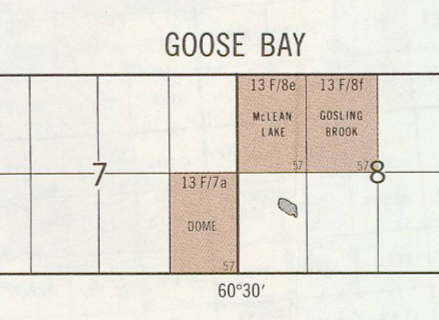 GOOSE BAY
13 F/8e
13 F/8f
McLEAN
LAKE
GOSLING
BROOK
57
57
7
8
13 F/7a
DOME
57
60°30'